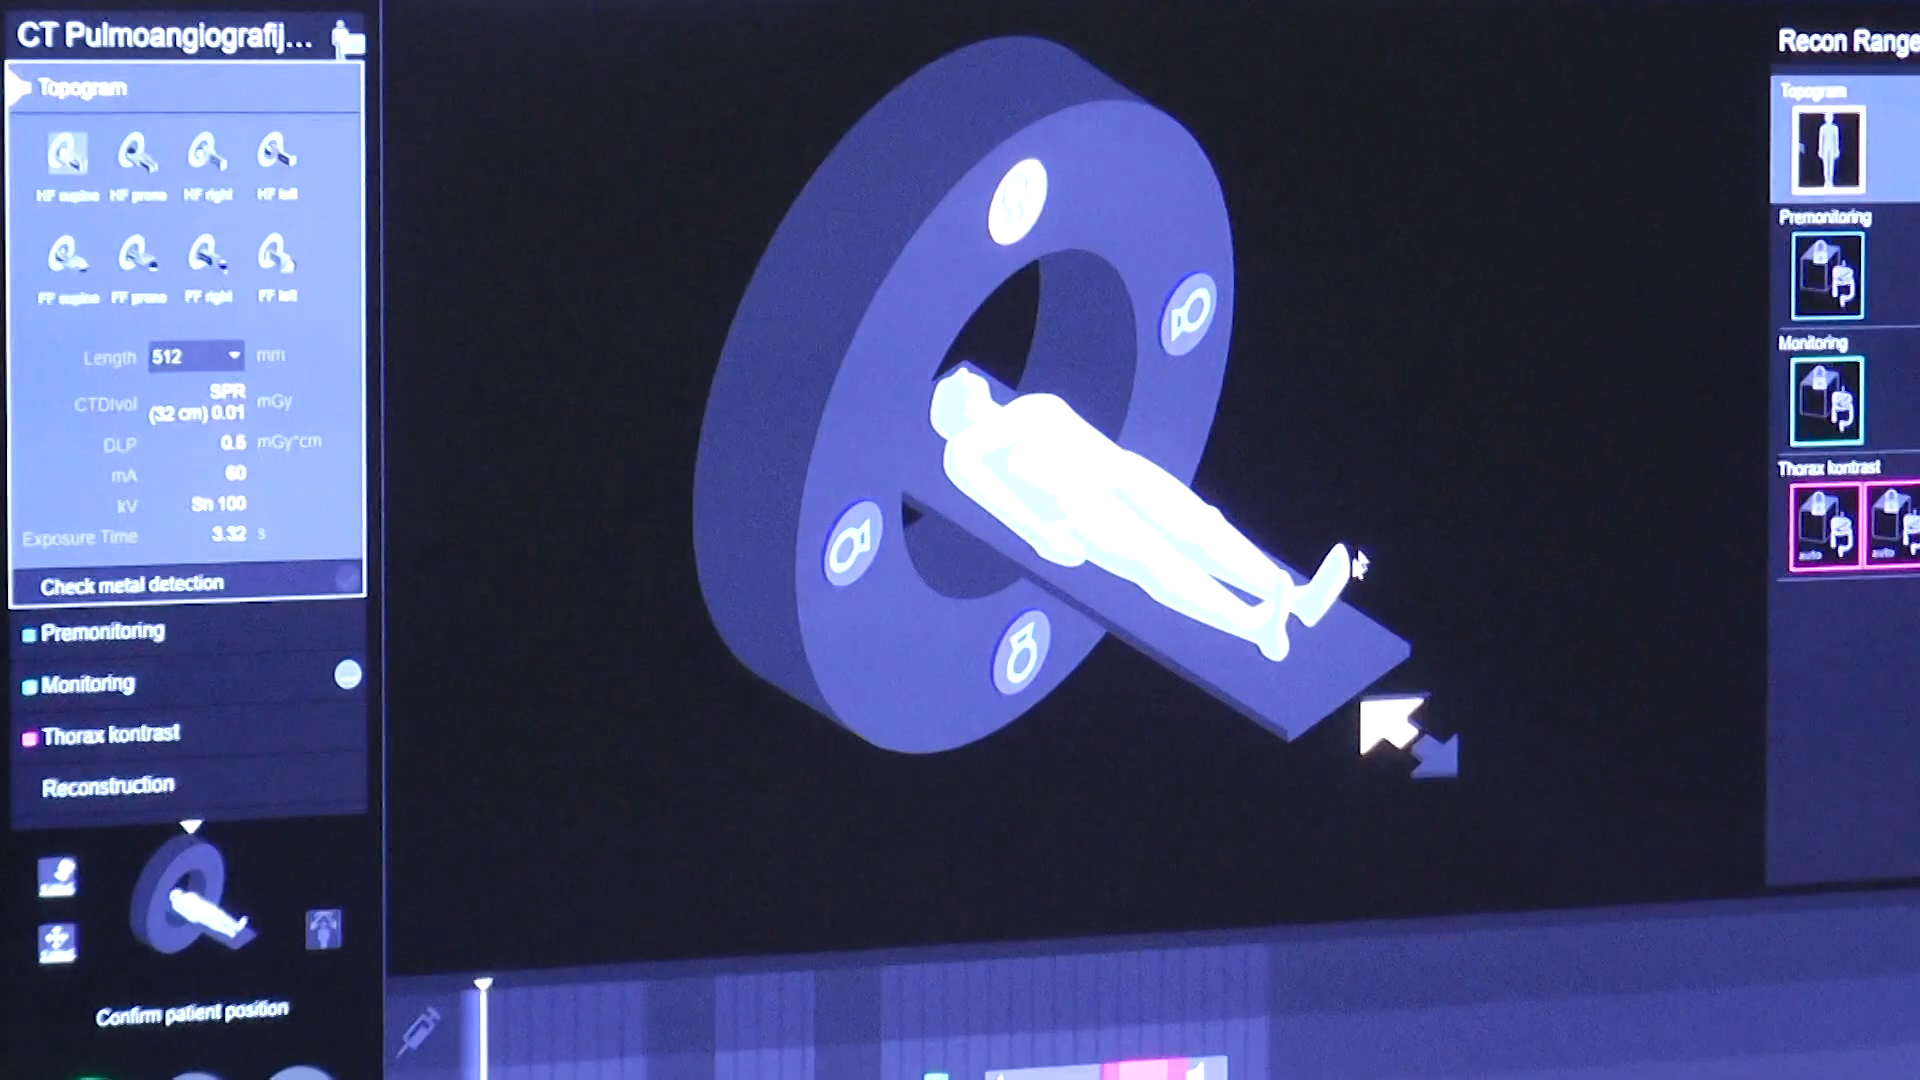 CT Pulmoangiografij...
Topogram
HF supine HF prone HF right HF left
FF supine FF prone FF right FF left
Length 512 mm
SPR
CTDIvol (32 cm) 0.01 mGy
DLP 0.5 mGy*cm
mA 60
kV Sn 100
Exposure Time 3.32 s
Check metal detection
Premonitoring
Monitoring
Thorax kontrast
Reconstruction
Confirm patient position
Recon Range
Topogram
Premonitoring
Monitoring
Thorax kontrast
auto auto